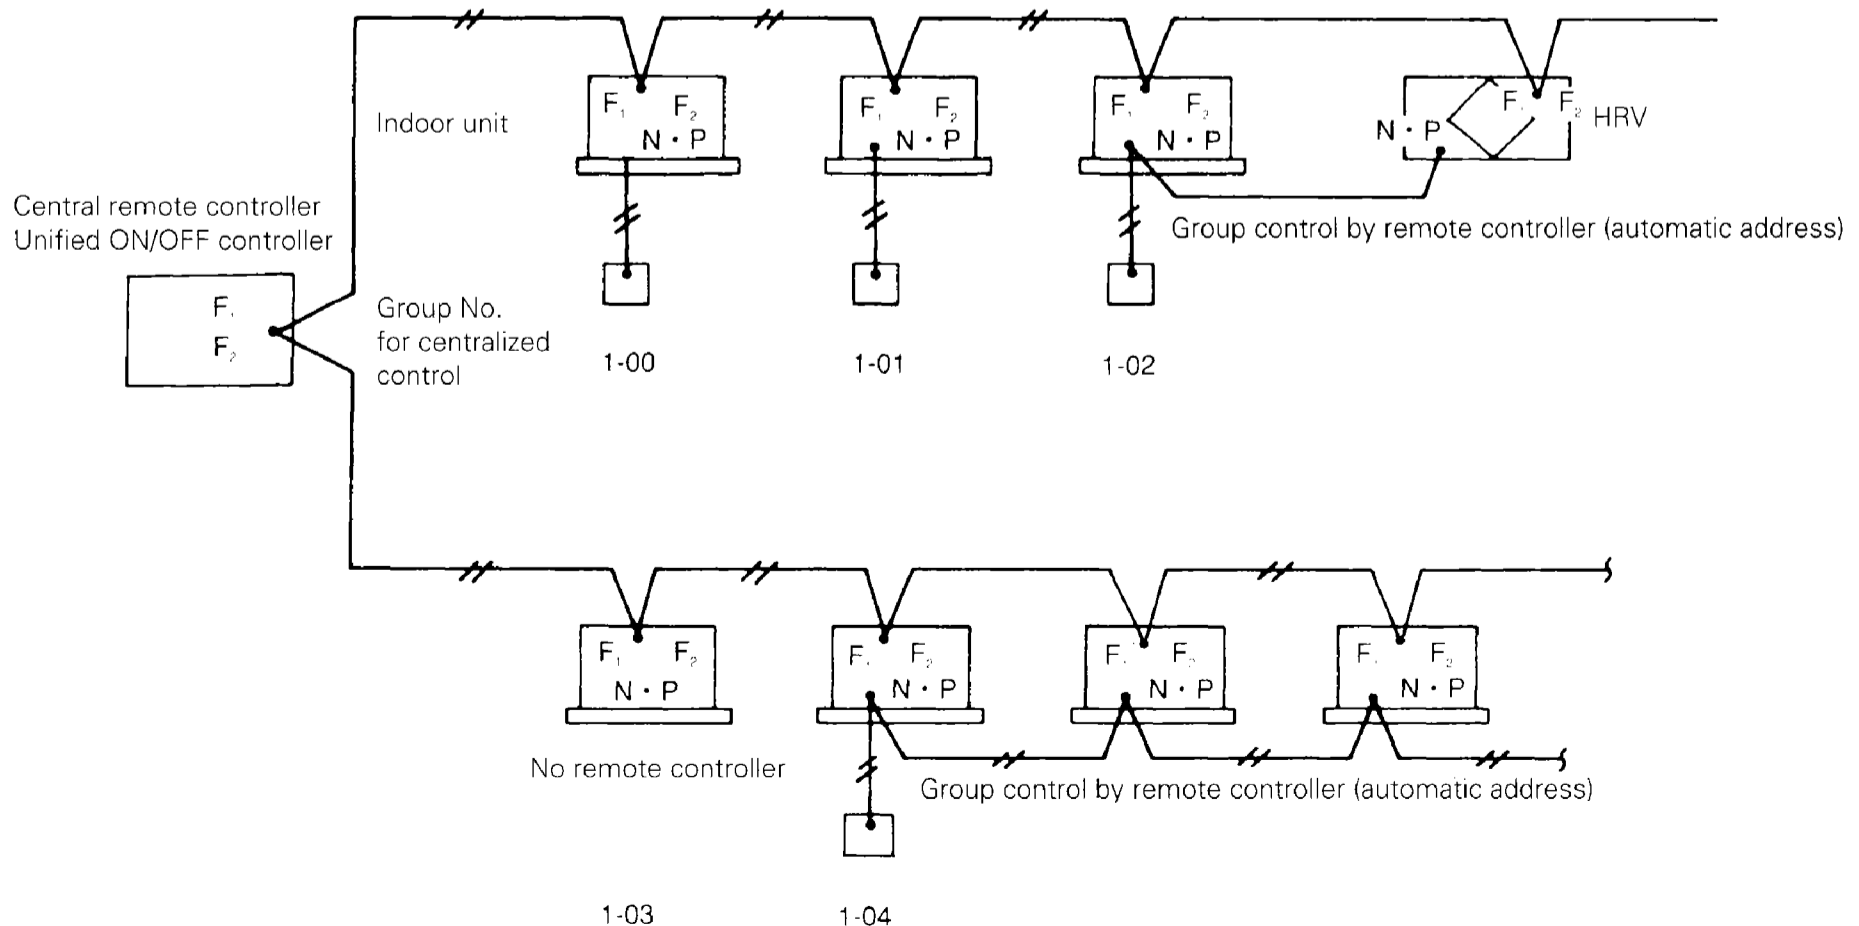 Indoor unit
F₁ F₂
N・P
F₁ F₂
N・P
F₁ F₂
N・P
F₁ F₂
N・P
HRV
Central remote controller
Unified ON/OFF controller
Group control by remote controller (automatic address)
F₁
F₂
Group No.
for centralized
control
1-00
1-01
1-02
F₁ F₂
N・P
F₁ F₂
N・P
F₁ F₂
N・P
F₁ F₂
N・P
No remote controller
Group control by remote controller (automatic address)
1-03
1-04